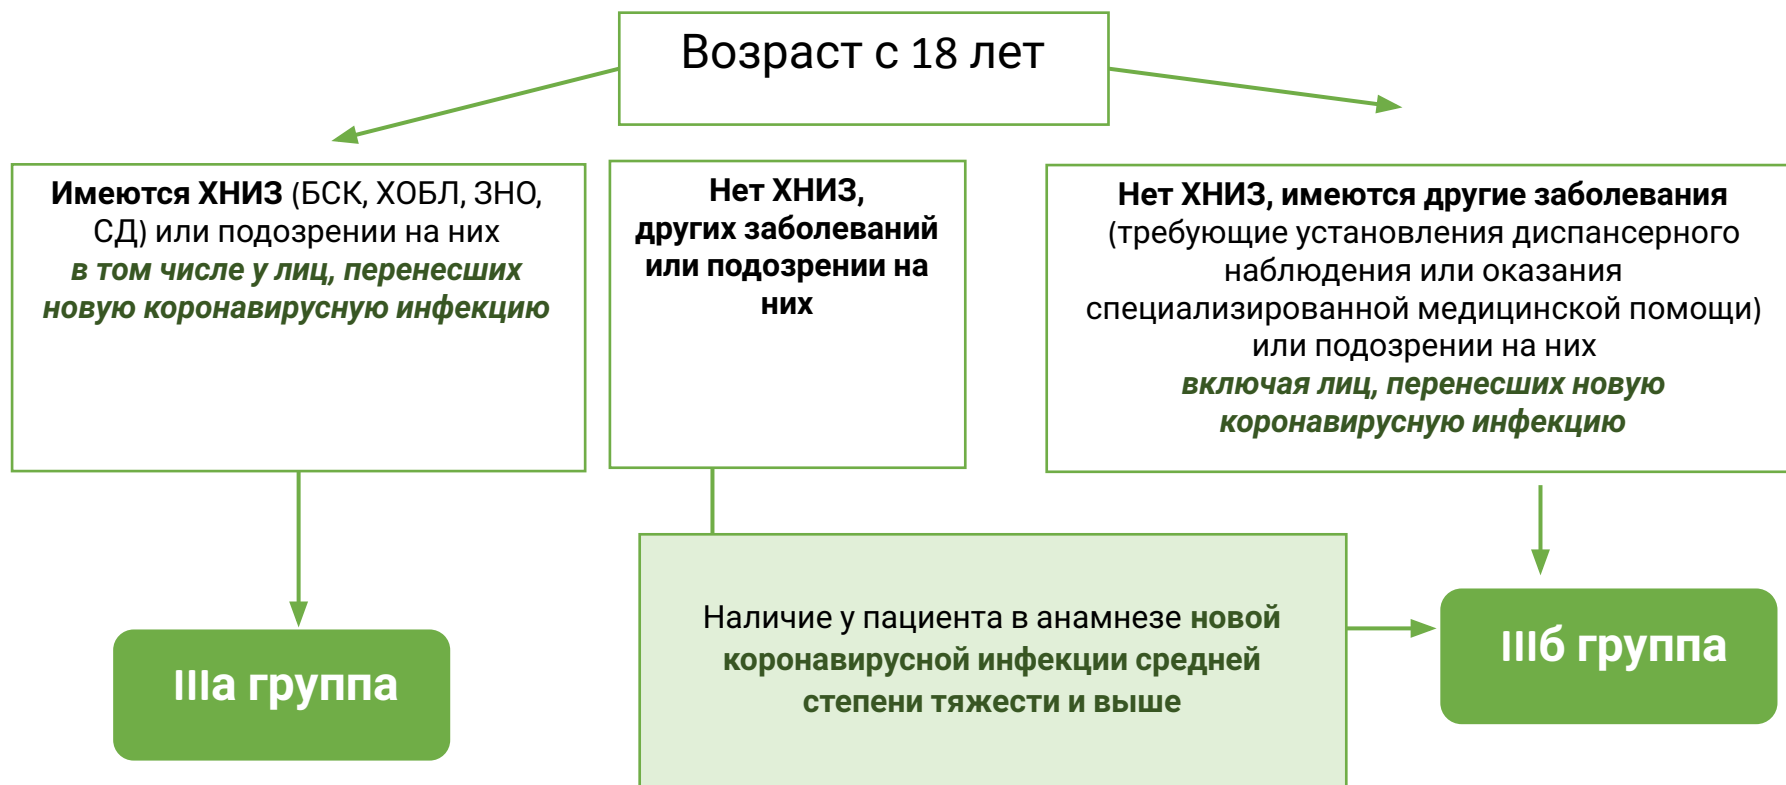 Возраст с 18 лет
Имеются ХНИЗ (БСК, ХОБЛ, ЗНО,
СД) или подозрении на них
в том числе у лиц, перенесших
новую коронавирусную инфекцию
Нет ХНИЗ,
других заболеваний
или подозрении на
них
Нет ХНИЗ, имеются другие заболевания
(требующие установления диспансерного
наблюдения или оказания
специализированной медицинской помощи)
или подозрении на них
включая лиц, перенесших новую
коронавирусную инфекцию
Наличие у пациента в анамнезе новой
коронавирусной инфекции средней
степени тяжести и выше
IIIа группа
IIIб группа